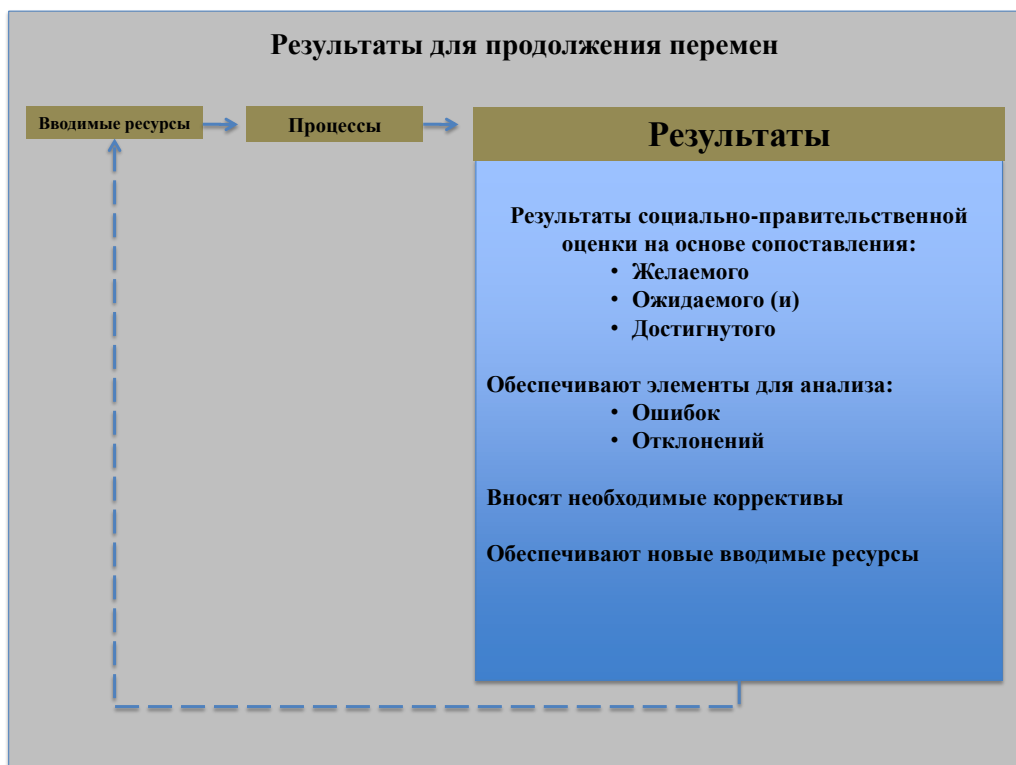 Результаты для продолжения перемен
Вводимые ресурсы
Процессы
Результаты
Результаты социально-правительственной
оценки на основе сопоставления:
• Желаемого
• Ожидаемого (и)
• Достигнутого
Обеспечивают элементы для анализа:
• Ошибок
• Отклонений
Вносят необходимые коррективы
Обеспечивают новые вводимые ресурсы